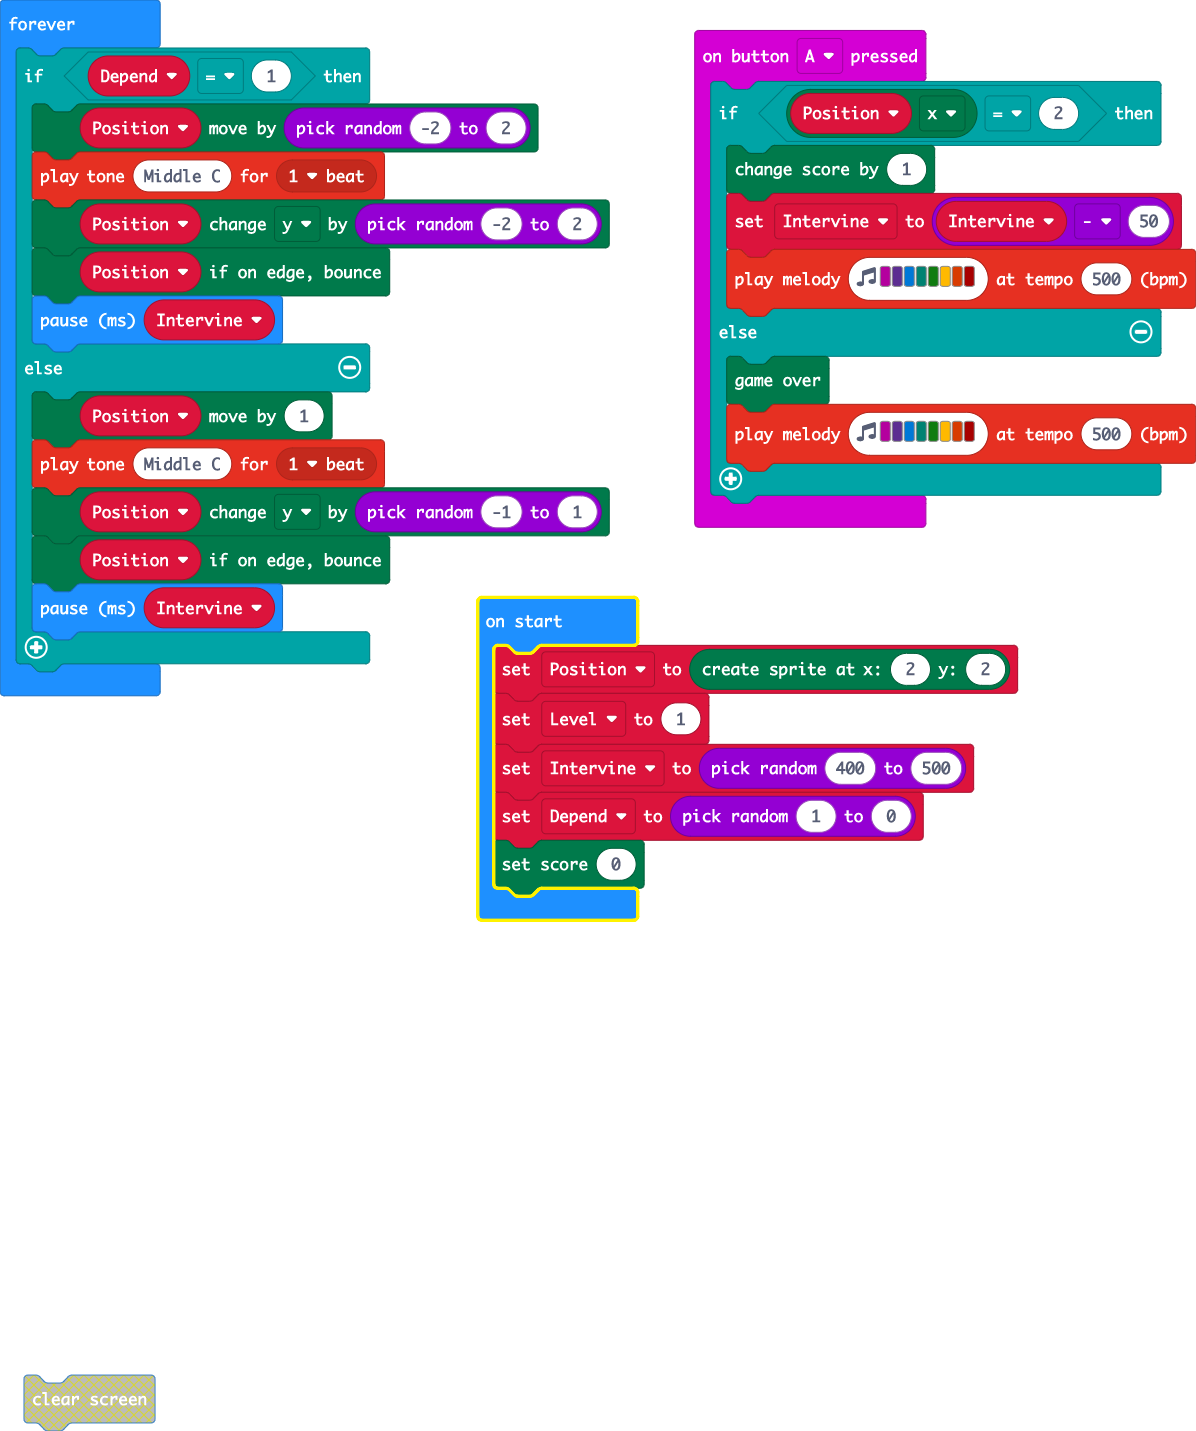 forever
if Depend = 1 then
Position move by pick random -2 to 2
play tone Middle C for 1 beat
Position change y by pick random -2 to 2
Position if on edge, bounce
pause (ms) Intervine
else
Position move by 1
play tone Middle C for 1 beat
Position change y by pick random -1 to 1
Position if on edge, bounce
pause (ms) Intervine
on button A pressed
if Position x = 2 then
change score by 1
set Intervine to Intervine - 50
play melody at tempo 500 (bpm)
else
game over
play melody at tempo 500 (bpm)
on start
set Position to create sprite at x: 2 y: 2
set Level to 1
set Intervine to pick random 400 to 500
set Depend to pick random 1 to 0
set score 0
clear screen